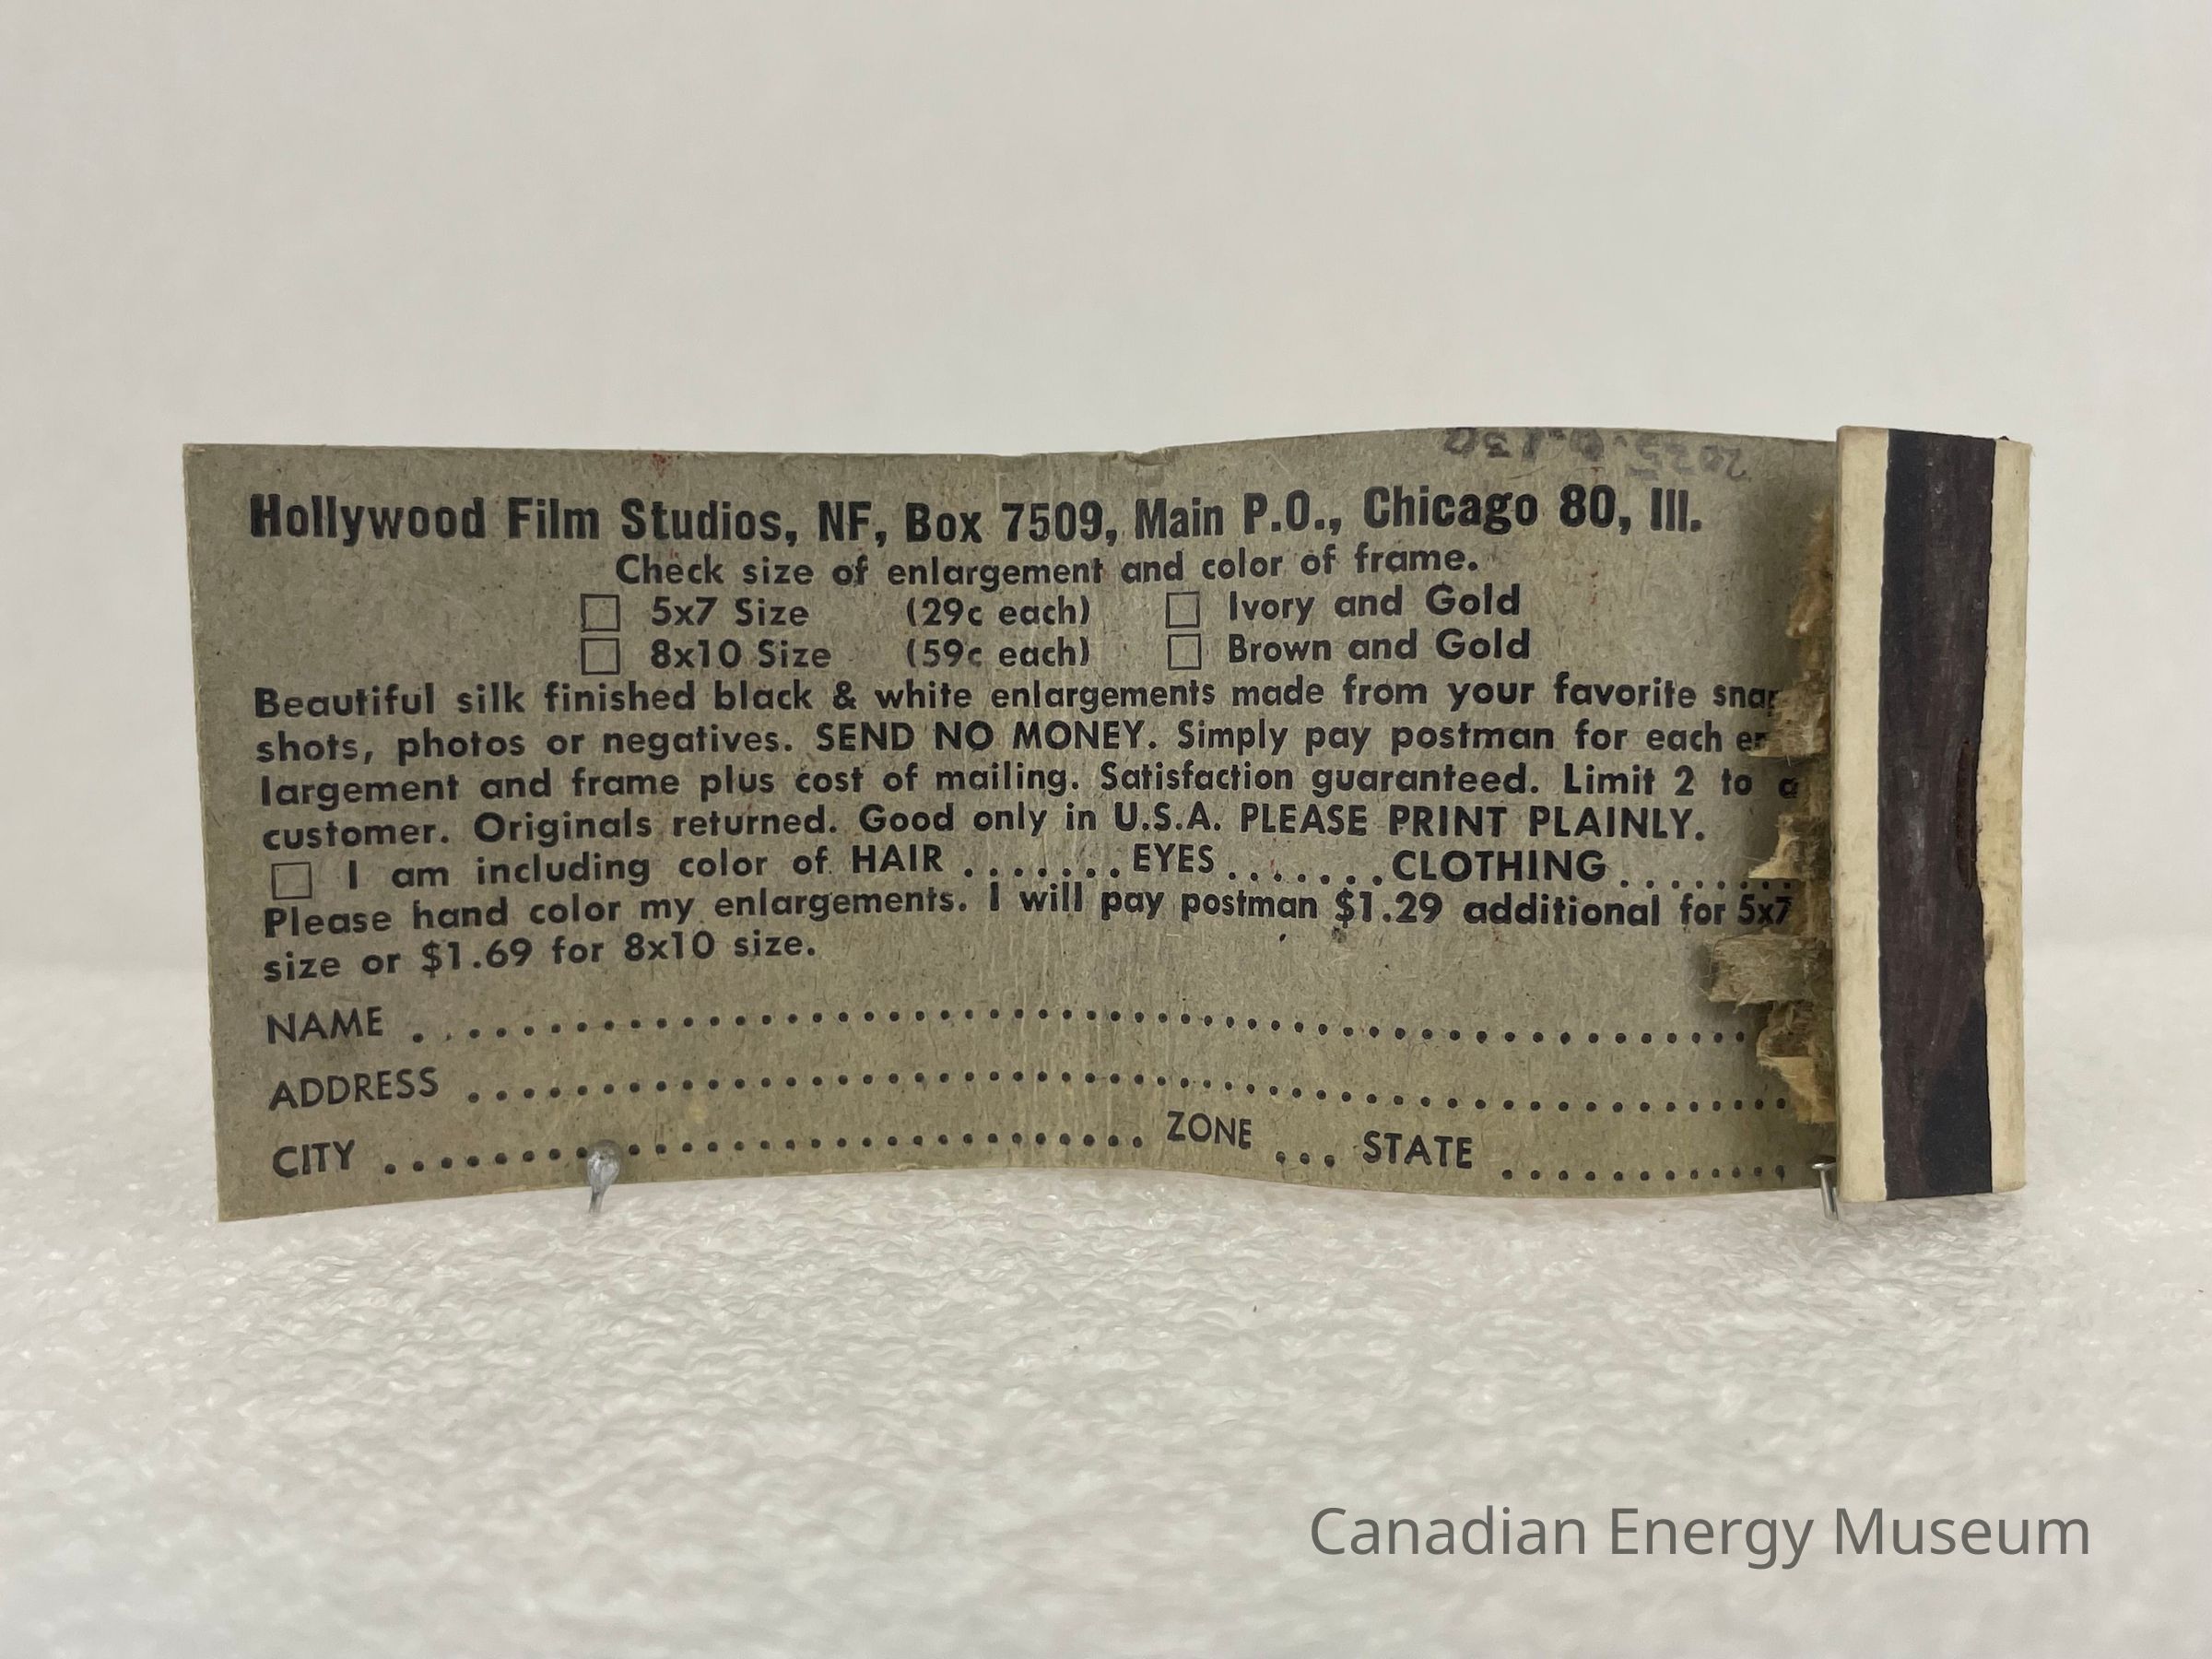 Hollywood Film Studios, NF, Box 7509, Main P.O., Chicago 80, Ill.
Check size of enlargement and color of frame.
5x7 Size (29c each) Ivory and Gold
8x10 Size (59c each) Brown and Gold
Beautiful silk finished black & white enlargements made from your favorite snap
shots, photos or negatives. SEND NO MONEY. Simply pay postman for each en
largement and frame plus cost of mailing. Satisfaction guaranteed. Limit 2 to a
customer. Originals returned. Good only in U.S.A. PLEASE PRINT PLAINLY.
I am including color of HAIR ....... EYES ....... CLOTHING ........
Please hand color my enlargements. I will pay postman $1.29 additional for 5x7
size or $1.69 for 8x10 size.
NAME ..................................................
ADDRESS ..................................................
CITY ............................. ZONE ... STATE ...........
Canadian Energy Museum